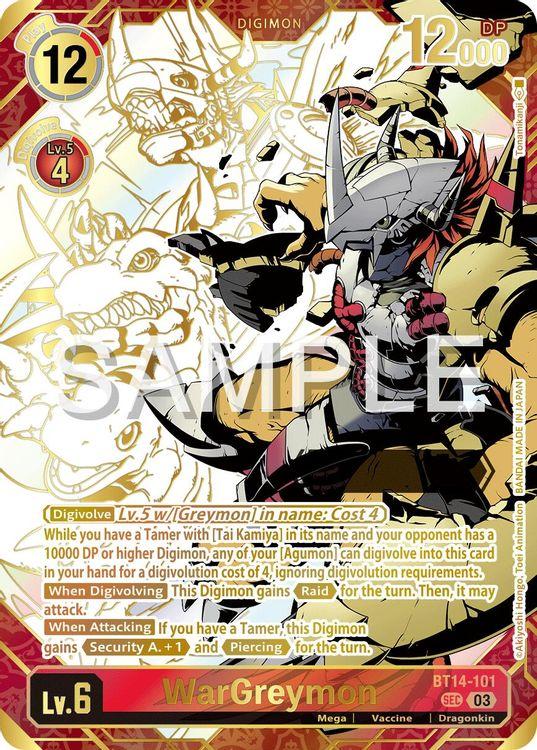 DIGIMON
Play
12
DP
12000
Digivolve
Lv.5
4
Tonamikanji
SAMPLE
©Akiyoshi Hongo, Toei Animation BANDAI MADE IN JAPAN
Digivolve Lv.5 w/[Greymon] in name: Cost 4
While you have a Tamer with [Tai Kamiya] in its name and your opponent has a
10000 DP or higher Digimon, any of your [Agumon] can digivolve into this card
in your hand for a digivolution cost of 4, ignoring digivolution requirements.
When Digivolving This Digimon gains Raid for the turn. Then, it may
attack.
When Attacking If you have a Tamer, this Digimon
gains Security A. +1 and Piercing for the turn.
Lv.6
WarGreymon
BT14-101
SEC 03
Mega | Vaccine | Dragonkin